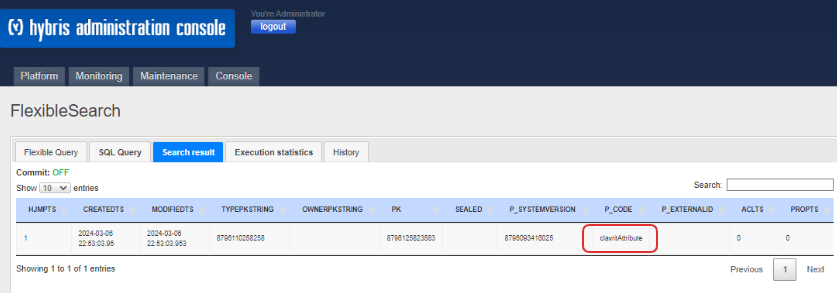 You're Administrator
(y) hybris administration console
logout
Platform Monitoring Maintenance Console
FlexibleSearch
Flexible Query SQL Query Search result Execution statistics History
Commit: OFF
Show 10 entries Search:
HJMPTS CREATEDTS MODIFIEDTS TYPEPKSTRING OWNERPKSTRING PK SEALED P_SYSTEMVERSION P_CODE P_EXTERNALID ACLTS PROPTS
1 2024-03-06 22:53:03.95 2024-03-06 22:53:03.953 8796110258258 8796125823583 8796093416025 clavritAttribute 0 0
Showing 1 to 1 of 1 entries Previous 1 Next